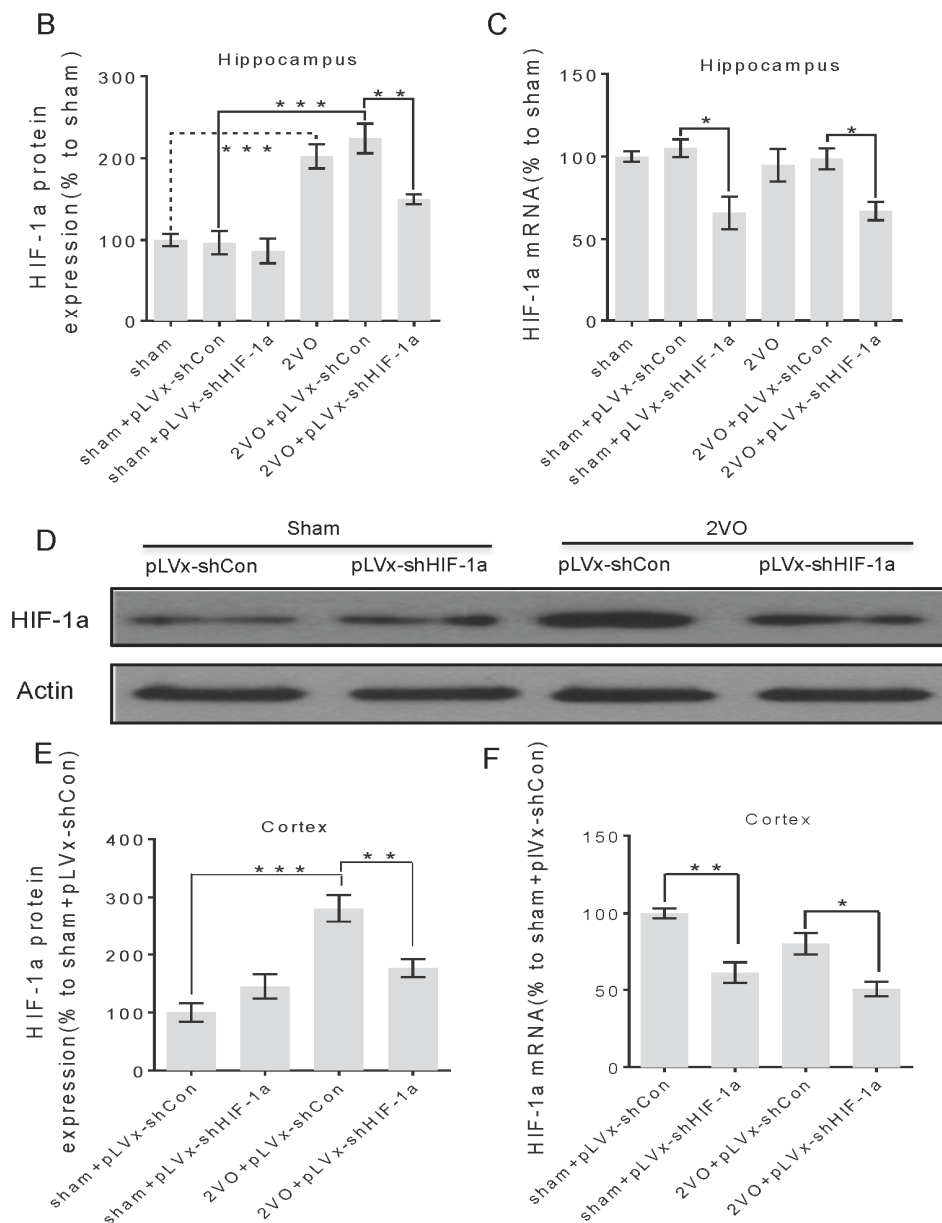 B
Hippocampus
HIF-1a protein
expression(% to sham)
300
200
100
0
* * *
* *
* * *
sham
sham+pLVx-shCon
sham+pLVx-shHIF-1a
2VO
2VO+pLVx-shCon
2VO+pLVx-shHIF-1a
C
Hippocampus
HIF-1a mRNA(% to sham)
150
100
50
0
*
*
sham
sham+pLVx-shCon
sham+pLVx-shHIF-1a
2VO
2VO+pLVx-shCon
2VO+pLVx-shHIF-1a
D
Sham
2VO
pLVx-shCon
pLVx-shHIF-1a
pLVx-shCon
pLVx-shHIF-1a
HIF-1a
Actin
E
Cortex
HIF-1a protein
expression(% to sham+pLVx-shCon)
400
300
200
100
0
* * *
* *
sham+pLVx-shCon
sham+pLVx-shHIF-1a
2VO+pLVx-shCon
2VO+pLVx-shHIF-1a
F
Cortex
HIF-1a mRNA(% to sham+plVx-shCon)
150
100
50
0
* *
*
sham+pLVx-shCon
sham+pLVx-shHIF-1a
2VO+pLVx-shCon
2VO+pLVx-shHIF-1a